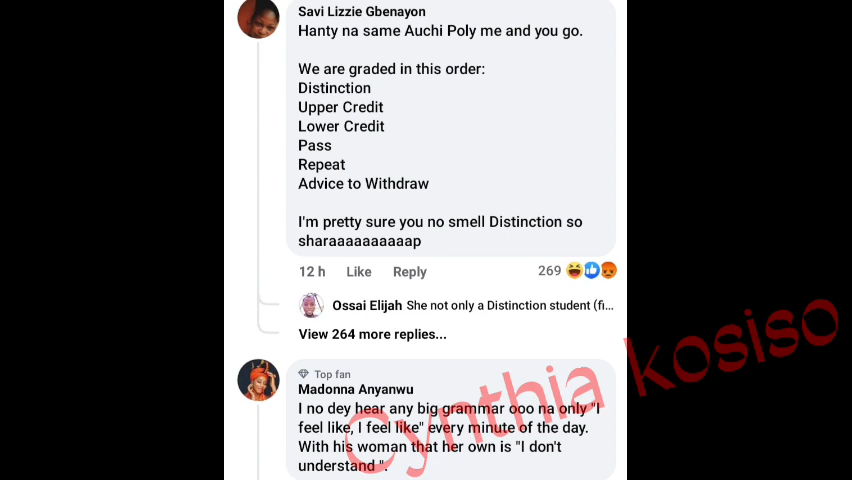 Savi Lizzie Gbenayon
Hanty na same Auchi Poly me and you go.
We are graded in this order:
Distinction
Upper Credit
Lower Credit
Pass
Repeat
Advice to Withdraw
I'm pretty sure you no smell Distinction so
sharaaaaaaaaaap
12 h Like Reply 269
Ossai Elijah She not only a Distinction student (fi...
View 264 more replies...
Top fan
Madonna Anyanwu
I no dey hear any big grammar ooo na only "I
feel like, I feel like" every minute of the day.
With his woman that her own is "I don't
understand ".
Cynthia kosiso